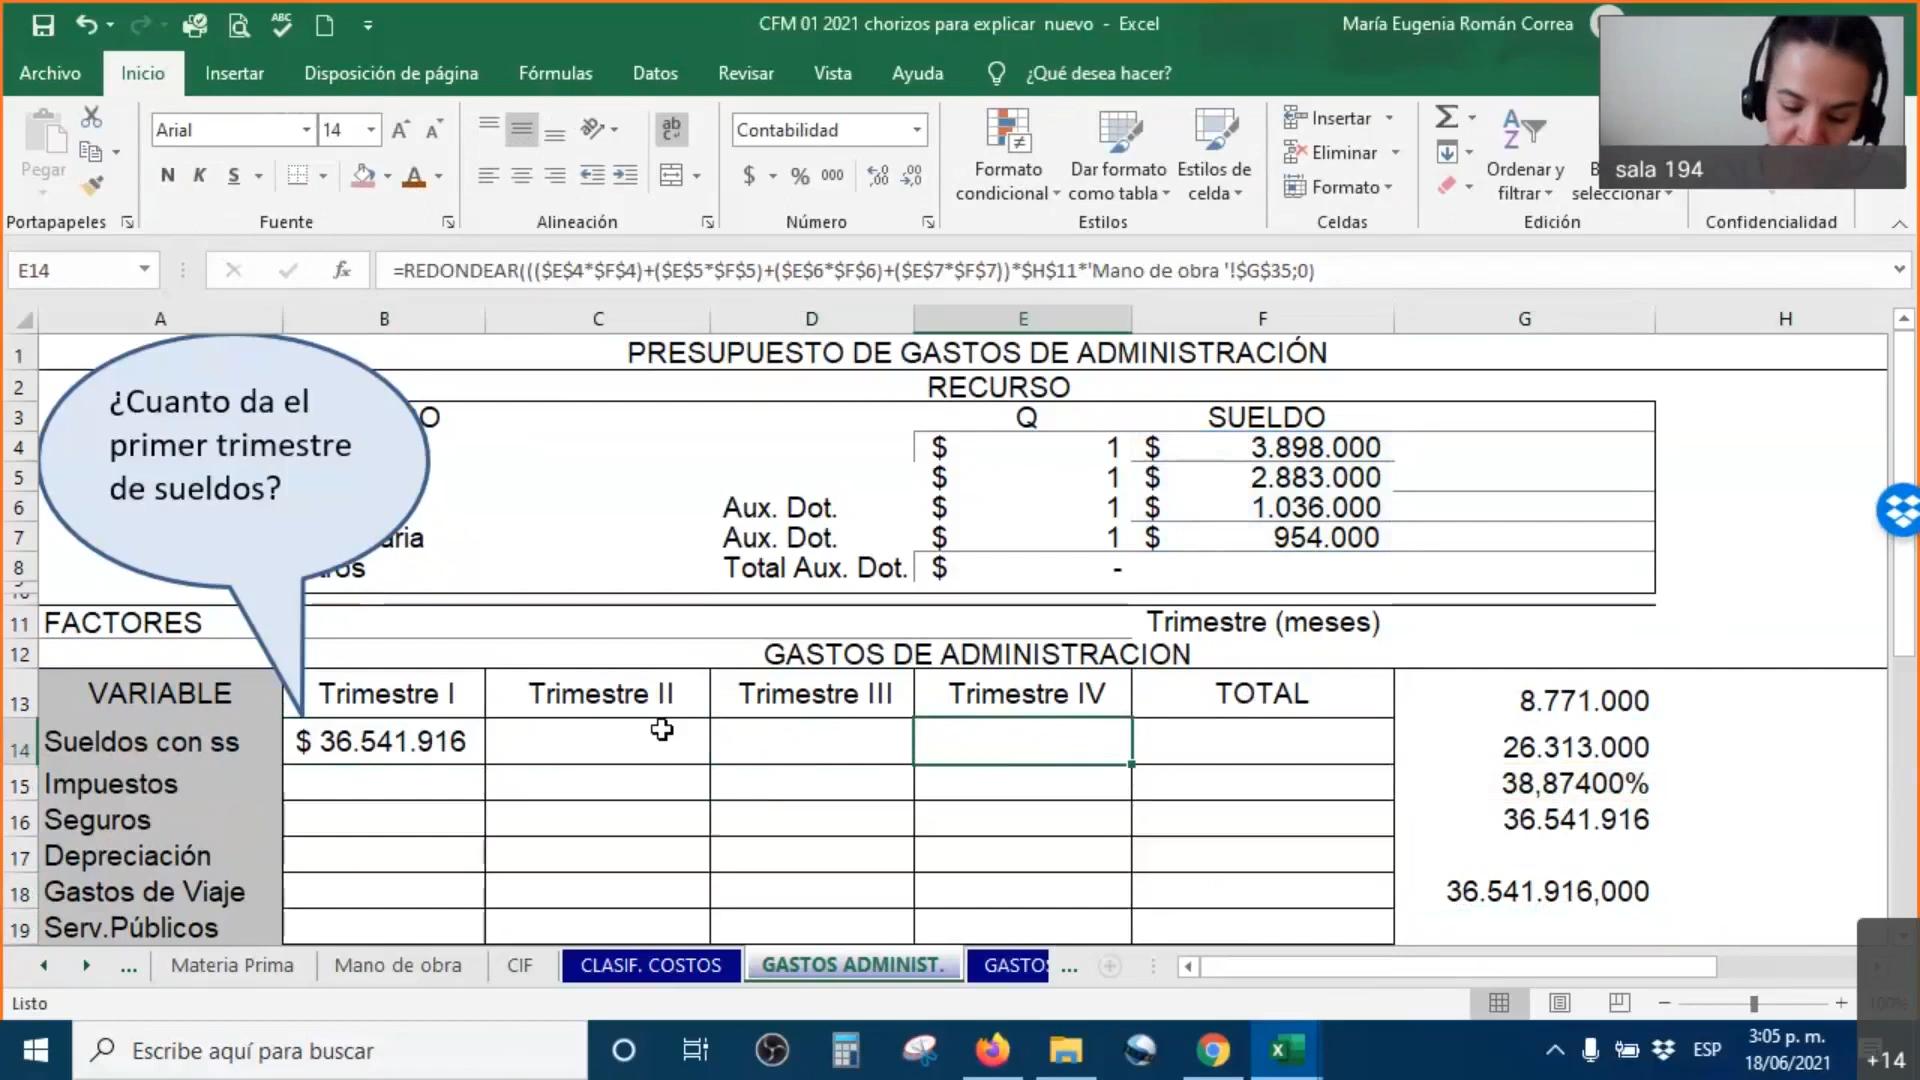 CFM 01 2021 chorizos para explicar nuevo - Excel
María Eugenia Román Correa
Archivo Inicio Insertar Disposición de página Fórmulas Datos Revisar Vista Ayuda ¿Qué desea hacer?
ABC
Pegar
Arial 14
N K S
ab
Contabilidad
$ % 000
Formato condicional
Dar formato como tabla
Estilos de celda
Insertar
Eliminar
Formato
Ordenar y filtrar
seleccionar
sala 194
Portapapeles Fuente Alineación Número Estilos Celdas Edición Confidencialidad
E14 fx =REDONDEAR((($E$4*$F$4)+($E$5*$F$5)+($E$6*$F$6)+($E$7*$F$7))*$H$11*'Mano de obra '!$G$35;0)
A B C D E F G H
¿Cuanto da el
primer trimestre
de sueldos?
1 PRESUPUESTO DE GASTOS DE ADMINISTRACIÓN
2 RECURSO
3 O Q SUELDO
4 $ 1 $ 3.898.000
5 $ 1 $ 2.883.000
6 Aux. Dot. $ 1 $ 1.036.000
7 aria Aux. Dot. $ 1 $ 954.000
8 ros Total Aux. Dot. $ -
11 FACTORES Trimestre (meses)
12 GASTOS DE ADMINISTRACION
13 VARIABLE Trimestre I Trimestre II Trimestre III Trimestre IV TOTAL 8.771.000
14 Sueldos con ss $ 36.541.916 26.313.000
15 Impuestos 38,87400%
16 Seguros 36.541.916
17 Depreciación
18 Gastos de Viaje 36.541.916,000
19 Serv.Públicos
... Materia Prima Mano de obra CIF CLASIF. COSTOS GASTOS ADMINIST. GASTOS ...
Listo
Escribe aquí para buscar
ESP
3:05 p. m.
18/06/2021
+14